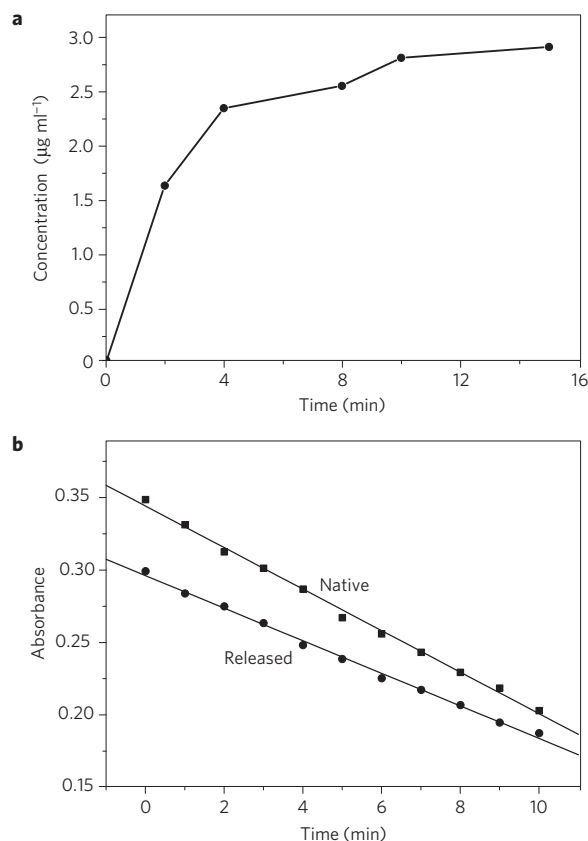 a
3.0
2.5
2.0
1.5
1.0
0.5
0
Concentration (µg ml⁻¹)
0 4 8 12 16
Time (min)
b
0.35
0.30
0.25
0.20
0.15
Absorbance
Native
Released
0 2 4 6 8 10
Time (min)